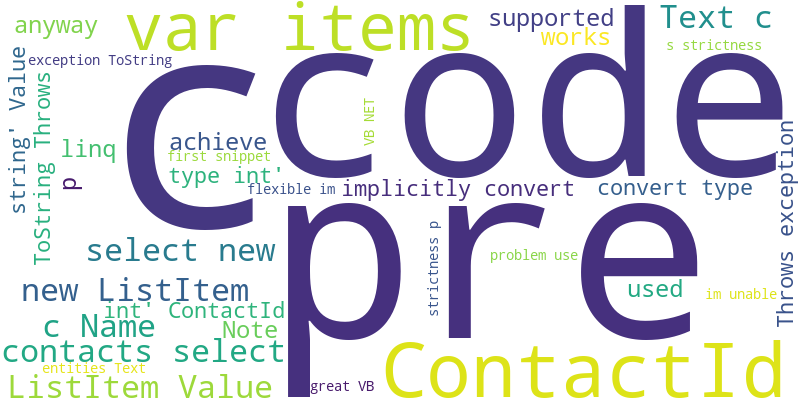 anyway
var items
supported
Text c
works
s strictness
exception ToString
c
code
string' Value
ToString Throws
VB NET
achieve
linq
first snippet
type int'
p
flexible im
implicitly convert
convert type
Throws exception
pre
select new
strictness p
problem use
new ListItem
used
im unable
int' ContactId
c Name
Note
contacts select
entities Text
ContactId
ListItem Value
great VB